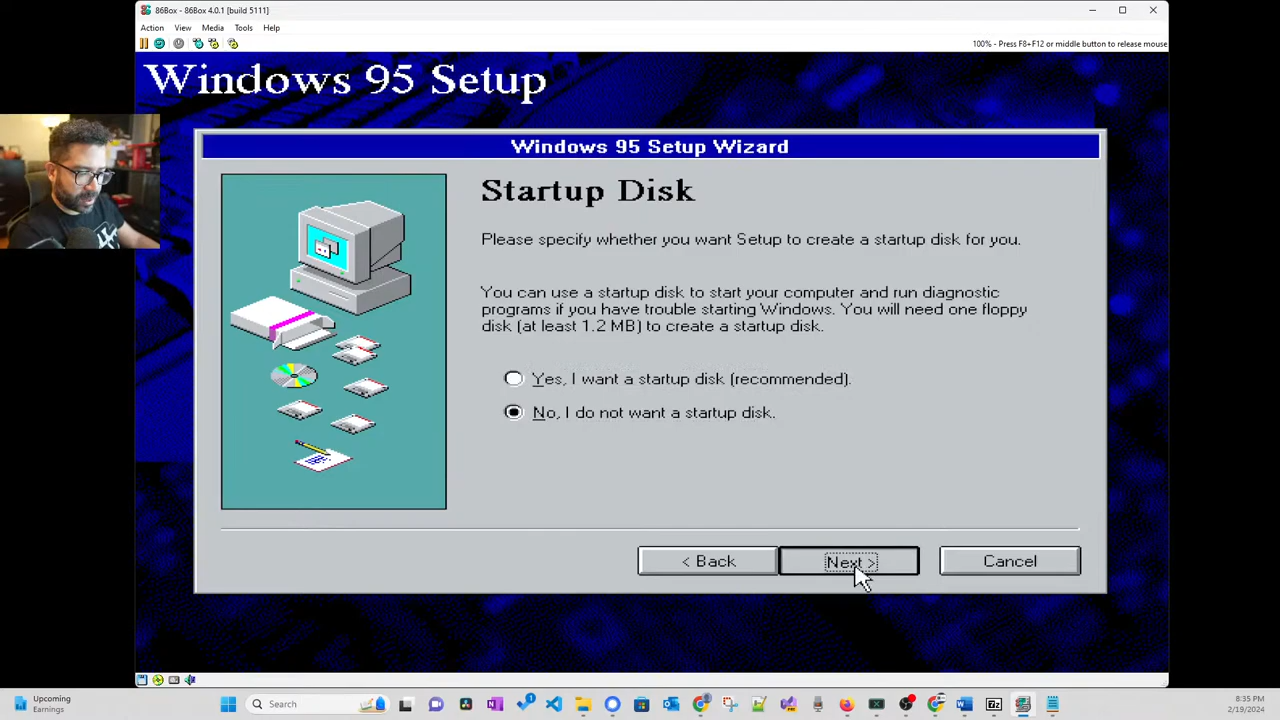 86Box - 86Box 4.0.1 [build 5111]
Action View Media Tools Help
100% - Press F8+F12 or middle button to release mouse
Windows 95 Setup
Windows 95 Setup Wizard
Startup Disk
Please specify whether you want Setup to create a startup disk for you.
You can use a startup disk to start your computer and run diagnostic
programs if you have trouble starting Windows. You will need one floppy
disk (at least 1.2 MB) to create a startup disk.
Yes, I want a startup disk (recommended).
No, I do not want a startup disk.
< Back
Next >
Cancel
Upcoming
Earnings
Search
8:35 PM
2/19/2024